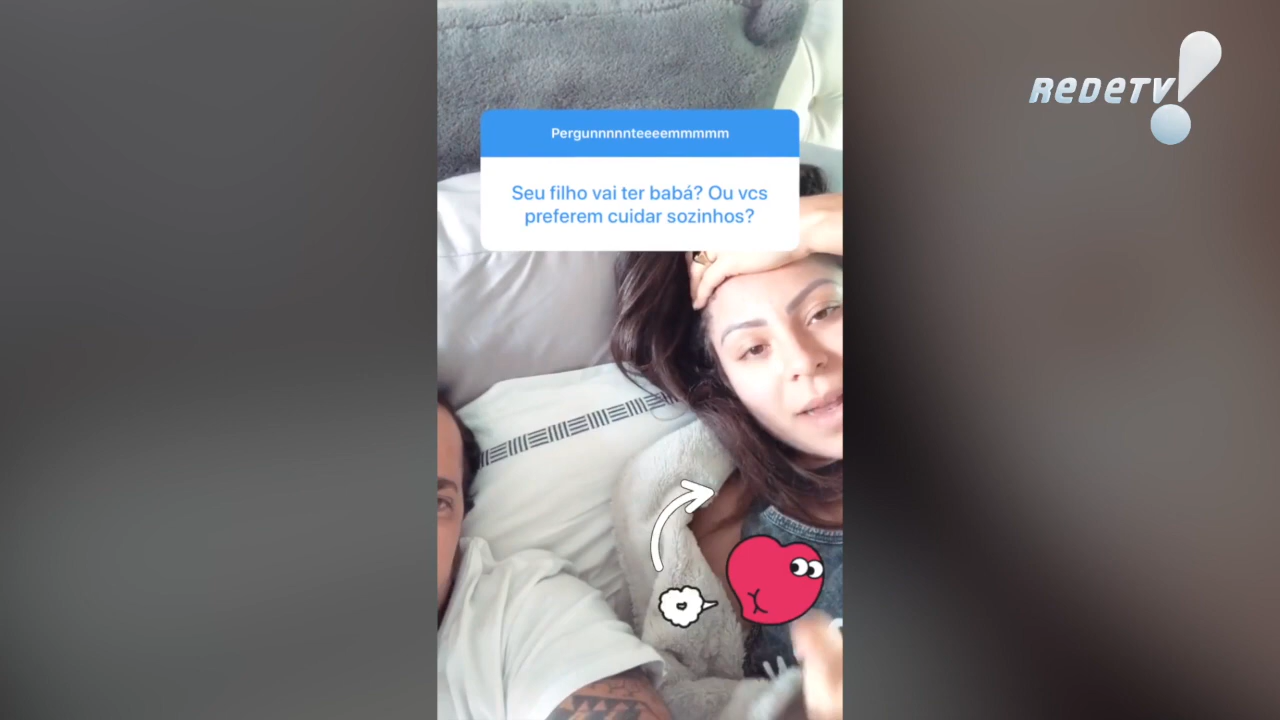 REDETV
Pergunnnnnteeeemmmmm
Seu filho vai ter babá? Ou vcs
preferem cuidar sozinhos?